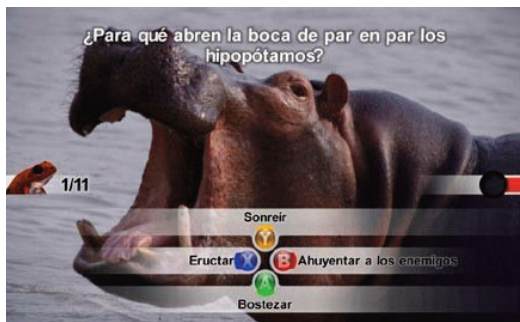 ¿Para qué abren la boca de par en par los
hipopótamos?
1/11
Sonreír
Y
Eructar X B Ahuyentar a los enemigos
A
Bostezar